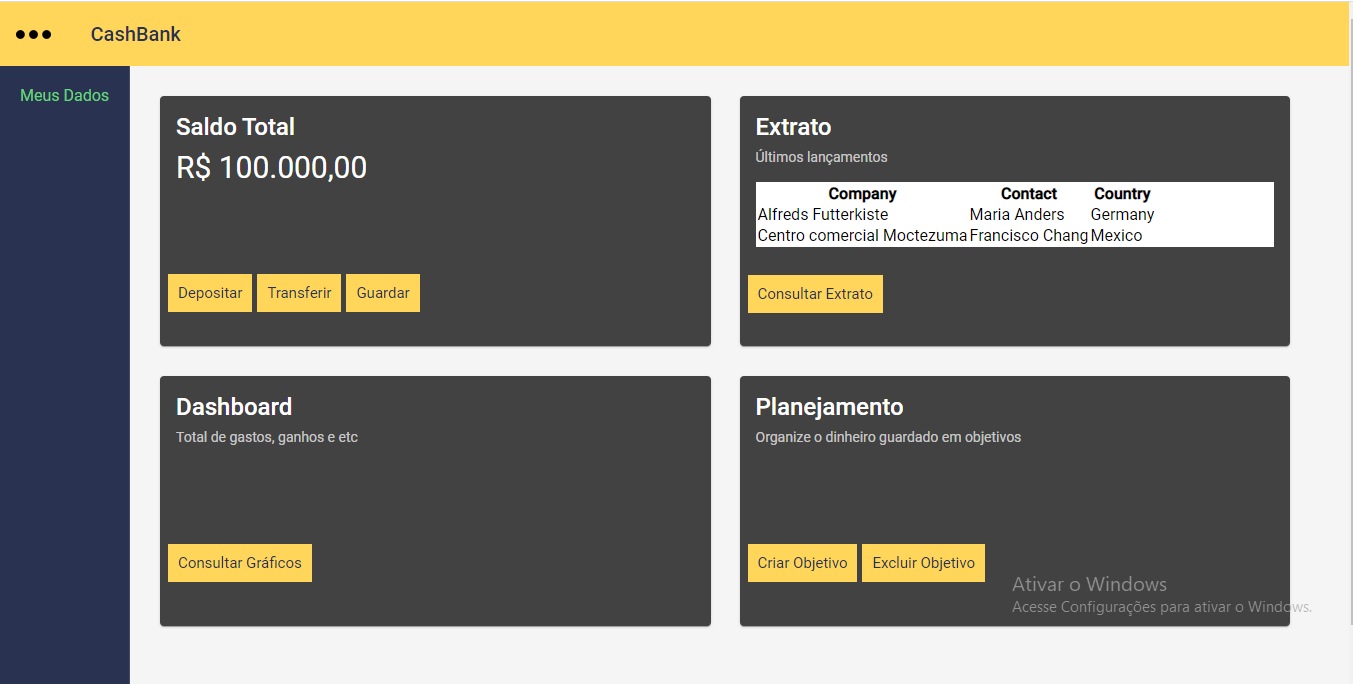 CashBank
Meus Dados
Saldo Total
R$ 100.000,00
Depositar Transferir Guardar
Extrato
Últimos lançamentos
Company Contact Country
Alfreds Futterkiste Maria Anders Germany
Centro comercial Moctezuma Francisco Chang Mexico
Consultar Extrato
Dashboard
Total de gastos, ganhos e etc
Consultar Gráficos
Planejamento
Organize o dinheiro guardado em objetivos
Criar Objetivo Excluir Objetivo
Ativar o Windows
Acesse Configurações para ativar o Windows.